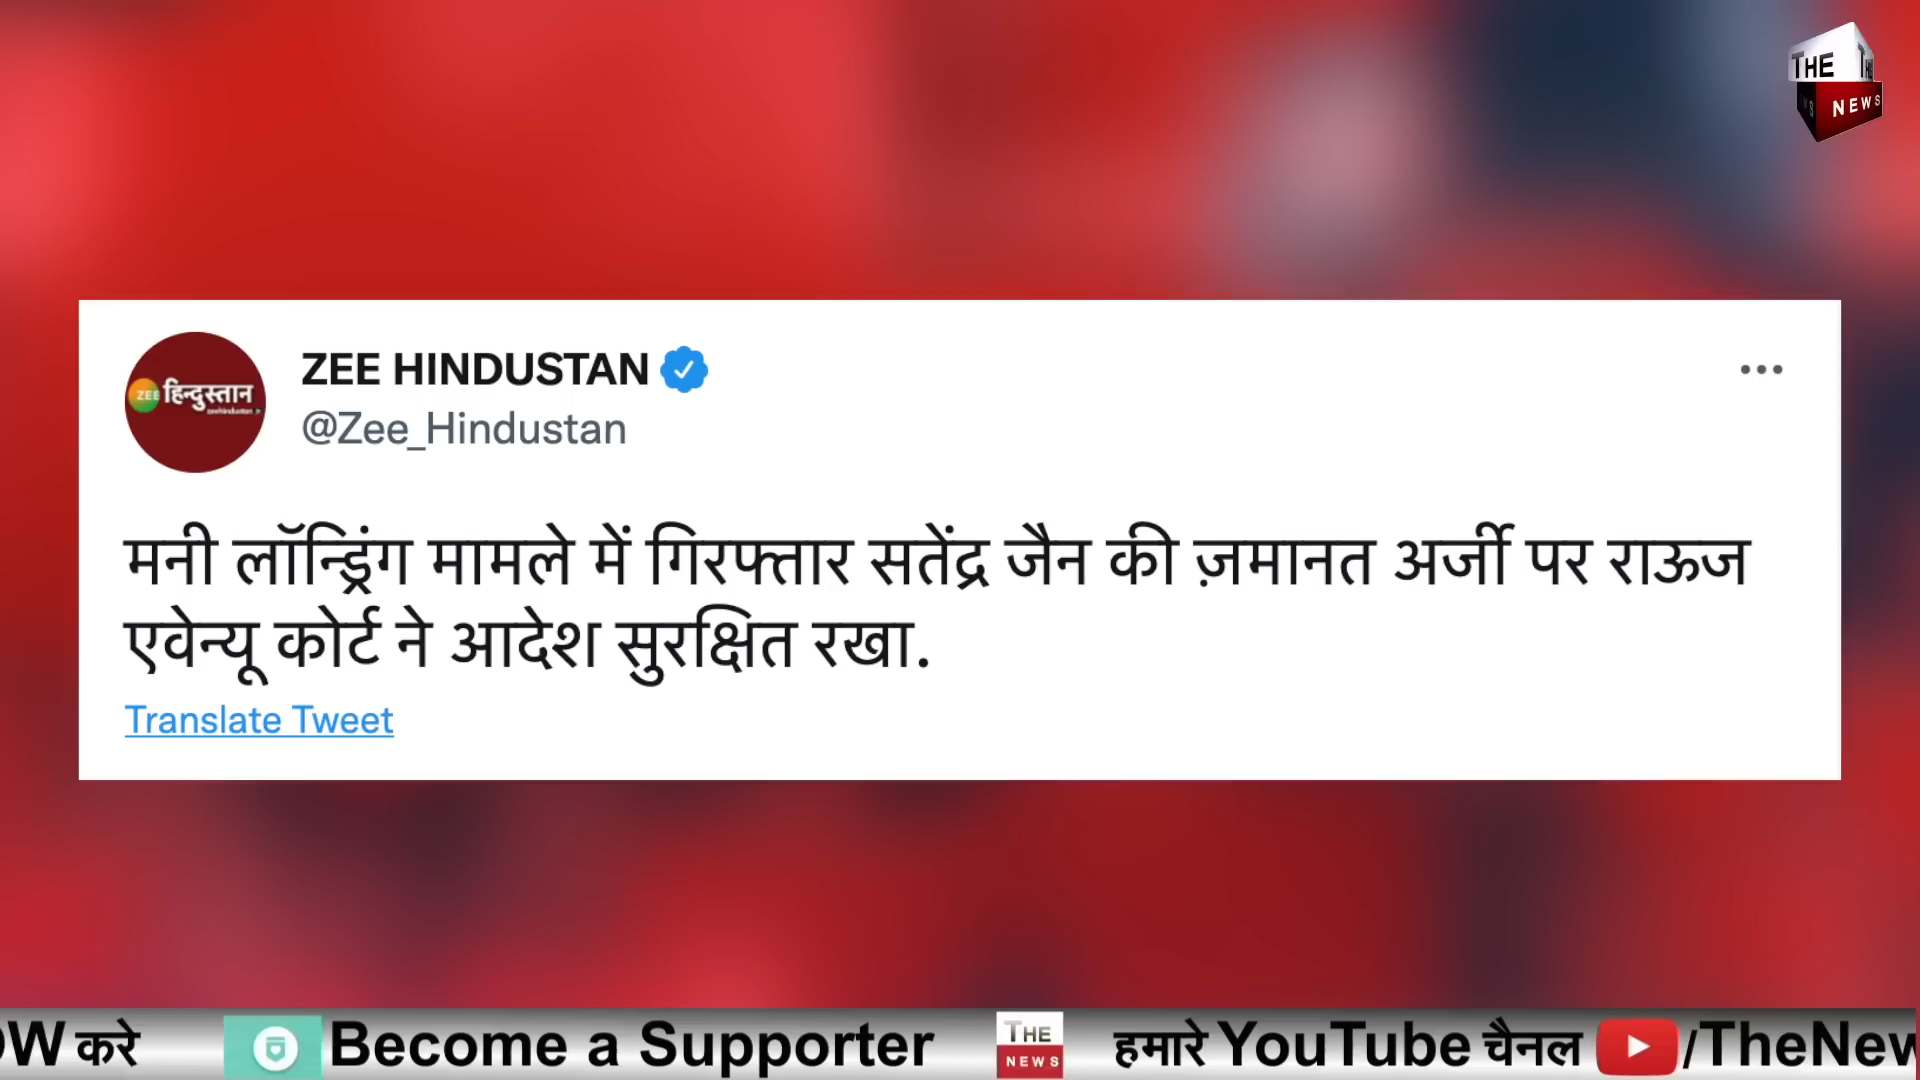 THE
NEWS
ZEE हिन्दुस्तान
ZEE HINDUSTAN
@Zee_Hindustan
मनी लॉन्ड्रिंग मामले में गिरफ्तार सतेंद्र जैन की ज़मानत अर्जी पर राऊज
एवेन्यू कोर्ट ने आदेश सुरक्षित रखा.
Translate Tweet
करे Become a Supporter THE NEWS हमारे YouTube चैनल /TheNew